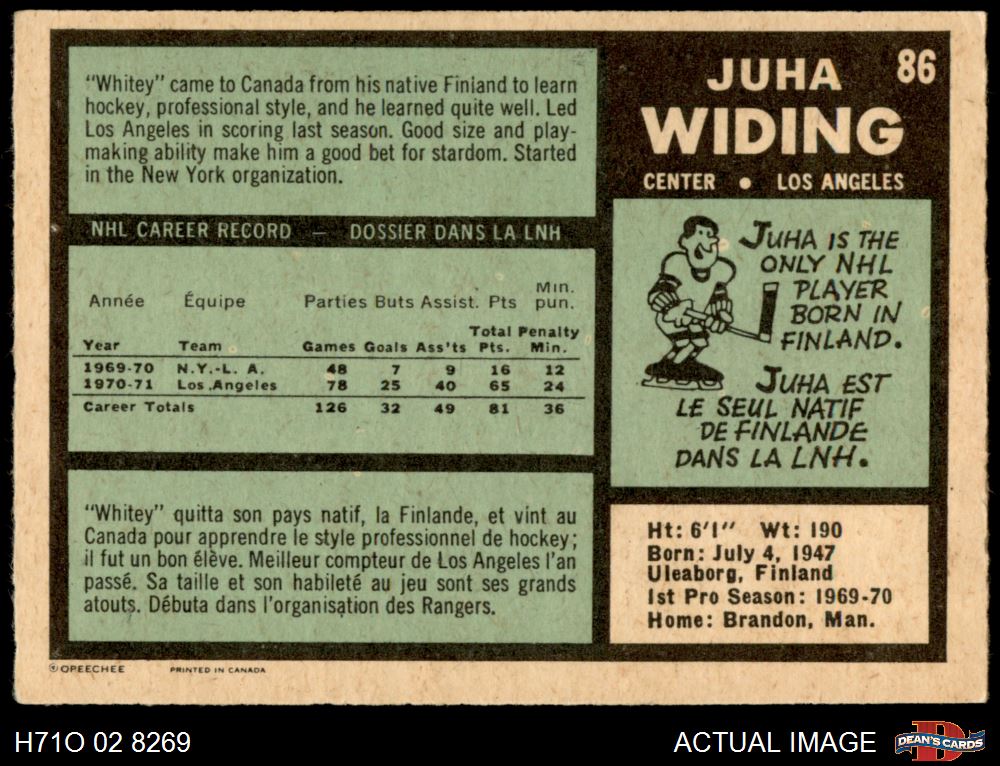 "Whitey" came to Canada from his native Finland to learn
hockey, professional style, and he learned quite well. Led
Los Angeles in scoring last season. Good size and play-
making ability make him a good bet for stardom. Started
in the New York organization.
NHL CAREER RECORD — DOSSIER DANS LA LNH
Année Équipe Parties Buts Assist. Pts Min. pun.
Year Team Games Goals Ass'ts Total Pts. Penalty Min.
1969-70 N.Y.-L. A. 48 7 9 16 12
1970-71 Los Angeles 78 25 40 65 24
Career Totals 126 32 49 81 36
"Whitey" quitta son pays natif, la Finlande, et vint au
Canada pour apprendre le style professionnel de hockey;
il fut un bon élève. Meilleur compteur de Los Angeles l'an
passé. Sa taille et son habileté au jeu sont ses grands
atouts. Débuta dans l'organisation des Rangers.
86
JUHA
WIDING
CENTER • LOS ANGELES
JUHA IS THE
ONLY NHL
PLAYER
BORN IN
FINLAND.
JUHA EST
LE SEUL NATIF
DE FINLANDE
DANS LA LNH.
Ht: 6'1" Wt: 190
Born: July 4, 1947
Uleaborg, Finland
1st Pro Season: 1969-70
Home: Brandon, Man.
© OPEECHEE PRINTED IN CANADA
H71O 02 8269
ACTUAL IMAGE
DEAN'S CARDS